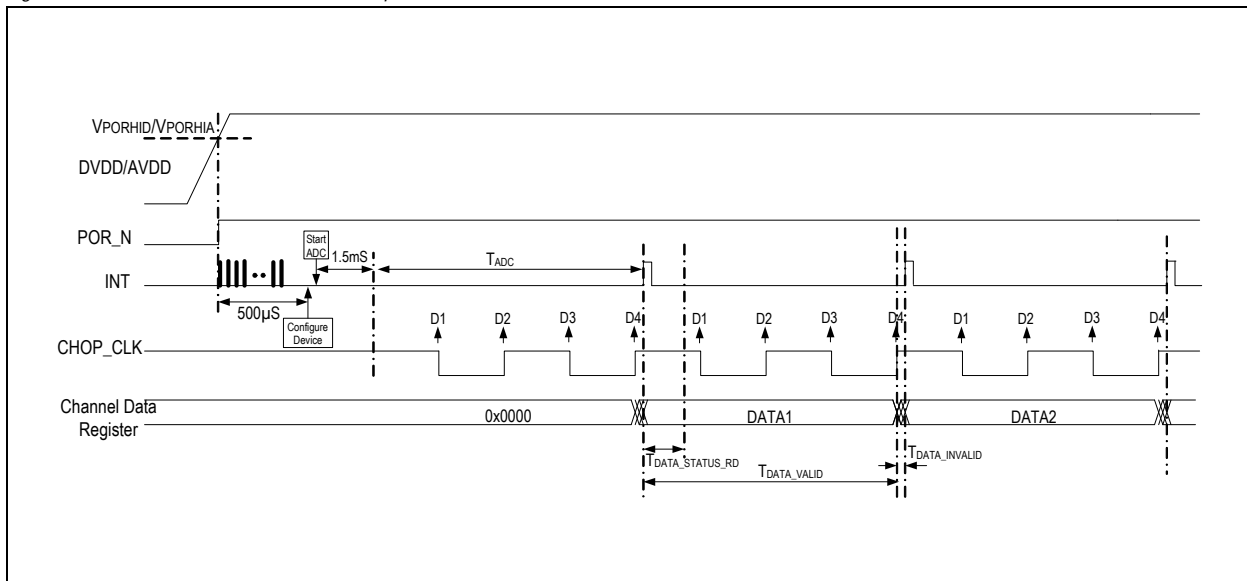 VPORHID/VPORHIA
DVDD/AVDD
POR_N
Start
ADC
1.5mS
TADC
INT
500µS
Configure
Device
D1 D2 D3 D4 D1 D2 D3 D4 D1 D2 D3 D4
CHOP_CLK
Channel Data
Register
0x0000
DATA1
DATA2
TDATA_STATUS_RD
TDATA_VALID
TDATA_INVALID